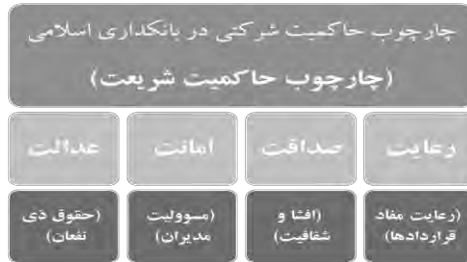 چارچوب حاکمیت شرکتی در بانکداری اسلامی
(چارچوب حاکمیت شریعت)
رعایت
صداقت
امانت
عدالت
(رعایت مفاد
قراردادها)
(افشا و
شفافیت)
(مسوولیت
مدیران)
(حقوق ذی
نفعان)